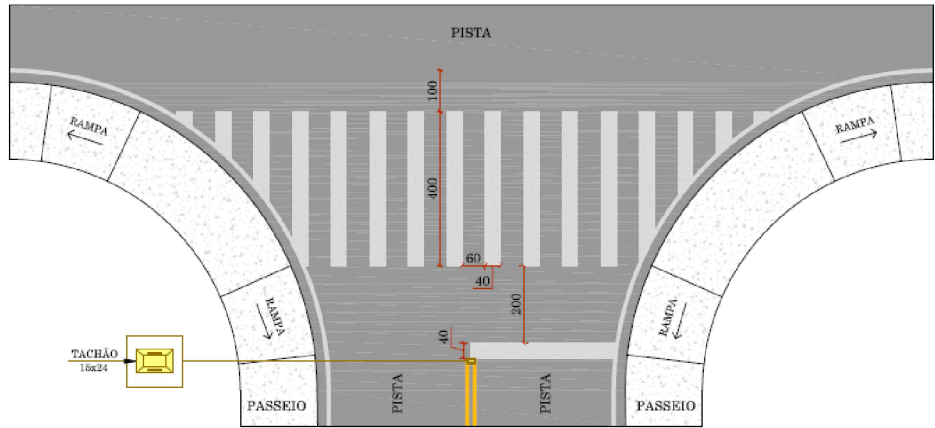 PISTA
100
RAMPA
RAMPA
400
60
40
200
RAMPA
RAMPA
40
TACHÃO
15x24
PISTA
PISTA
PASSEIO
PASSEIO